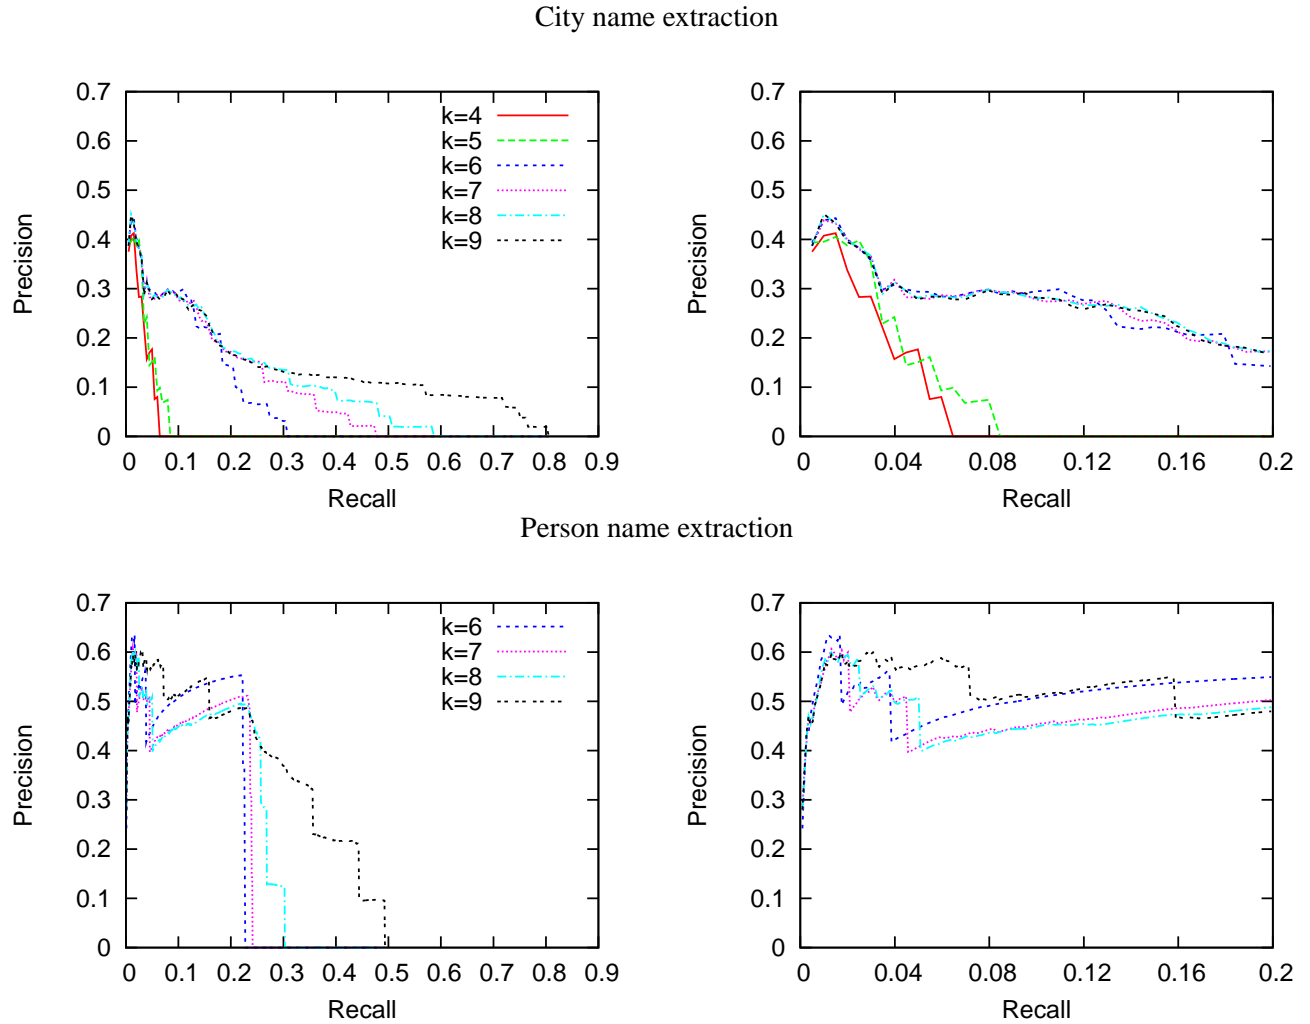 City name extraction
0.7
0.6
0.5
0.4
0.3
0.2
0.1
0
Precision
k=4
k=5
k=6
k=7
k=8
k=9
0 0.1 0.2 0.3 0.4 0.5 0.6 0.7 0.8 0.9
Recall
0.7
0.6
0.5
0.4
0.3
0.2
0.1
0
Precision
0 0.04 0.08 0.12 0.16 0.2
Recall
Person name extraction
0.7
0.6
0.5
0.4
0.3
0.2
0.1
0
Precision
k=6
k=7
k=8
k=9
0 0.1 0.2 0.3 0.4 0.5 0.6 0.7 0.8 0.9
Recall
0.7
0.6
0.5
0.4
0.3
0.2
0.1
0
Precision
0 0.04 0.08 0.12 0.16 0.2
Recall